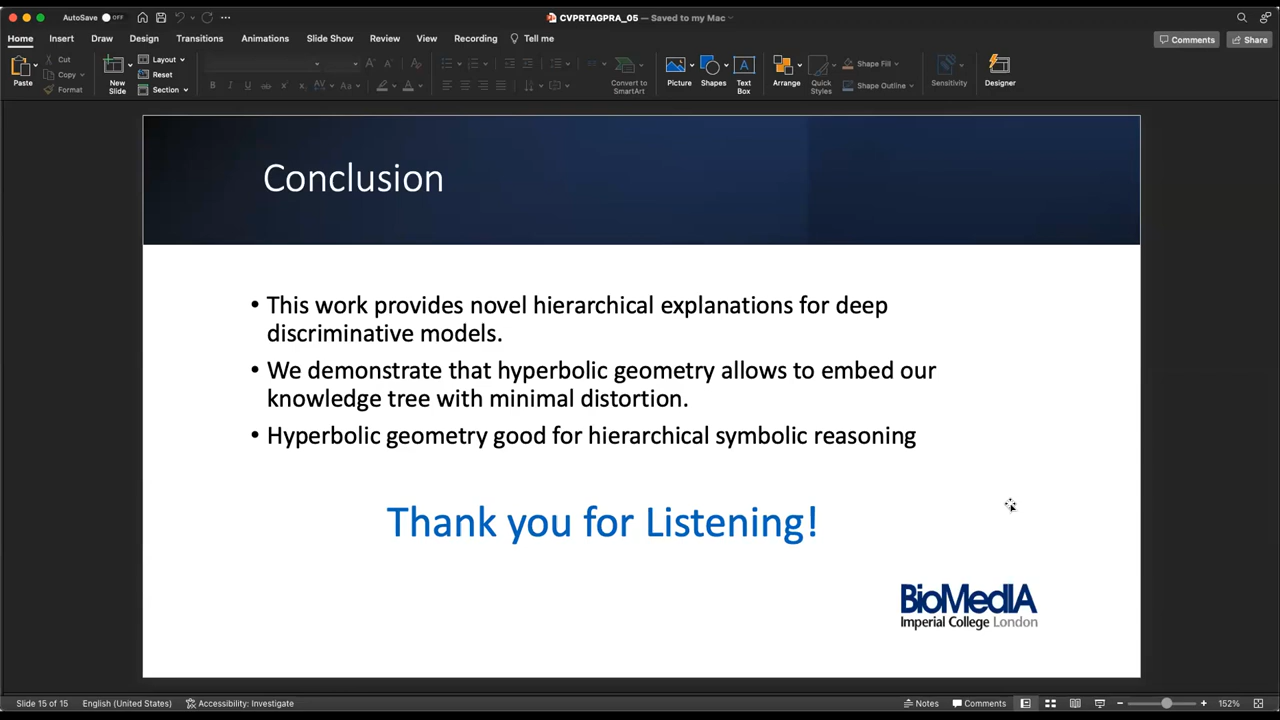 AutoSave OFF
CVPRTAGPRA_05 — Saved to my Mac
Home Insert Draw Design Transitions Animations Slide Show Review View Recording Tell me
Comments Share
Paste
Cut
Copy
Format
New Slide
Layout
Reset
Section
Convert to SmartArt
Picture
Shapes
Text Box
Arrange
Quick Styles
Shape Fill
Shape Outline
Sensitivity
Designer
Conclusion
• This work provides novel hierarchical explanations for deep
discriminative models.
• We demonstrate that hyperbolic geometry allows to embed our
knowledge tree with minimal distortion.
• Hyperbolic geometry good for hierarchical symbolic reasoning
Thank you for Listening!
BioMedIA
Imperial College London
Slide 15 of 15 English (United States) Accessibility: Investigate Notes Comments 152%